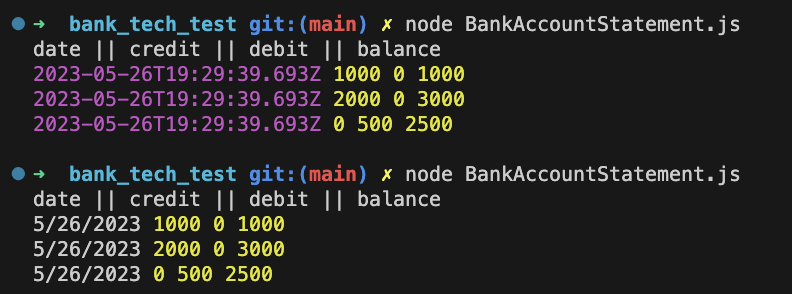 ➜ bank_tech_test git:(main) ✗ node BankAccountStatement.js
date || credit || debit || balance
2023-05-26T19:29:39.693Z 1000 0 1000
2023-05-26T19:29:39.693Z 2000 0 3000
2023-05-26T19:29:39.693Z 0 500 2500
➜ bank_tech_test git:(main) ✗ node BankAccountStatement.js
date || credit || debit || balance
5/26/2023 1000 0 1000
5/26/2023 2000 0 3000
5/26/2023 0 500 2500